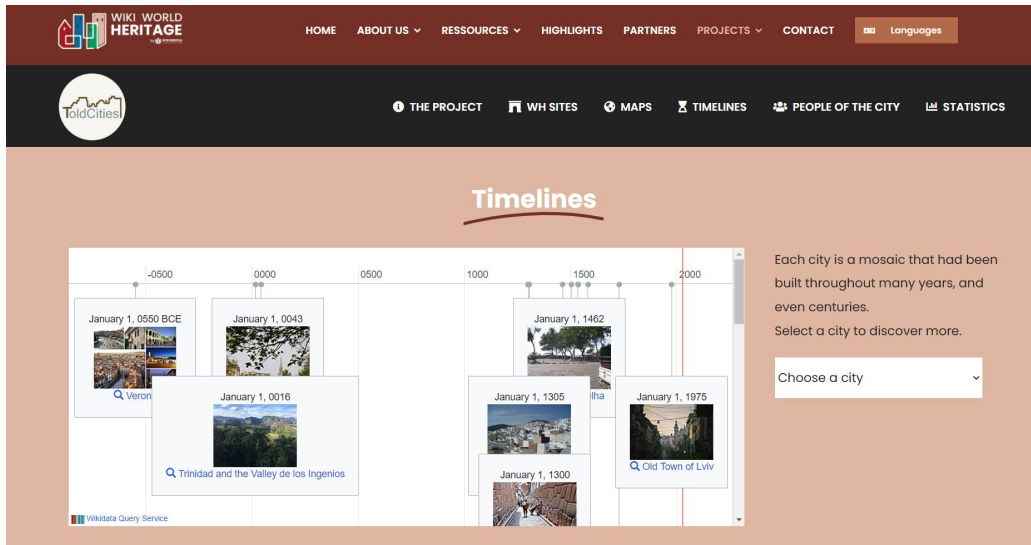 WIKI WORLD
HERITAGE
HOME ABOUT US RESSOURCES HIGHLIGHTS PARTNERS PROJECTS CONTACT Languages
ToldCities
THE PROJECT WH SITES MAPS TIMELINES PEOPLE OF THE CITY STATISTICS
Timelines
-0500 0000 0500 1000 1500 2000
January 1, 0550 BCE
Veron
January 1, 0043
January 1, 0016
Trinidad and the Valley de los Ingenios
January 1, 1462
lha
January 1, 1305
January 1, 1300
January 1, 1975
Old Town of Lviv
Wikidata Query Service
Each city is a mosaic that had been
built throughout many years, and
even centuries.
Select a city to discover more.
Choose a city